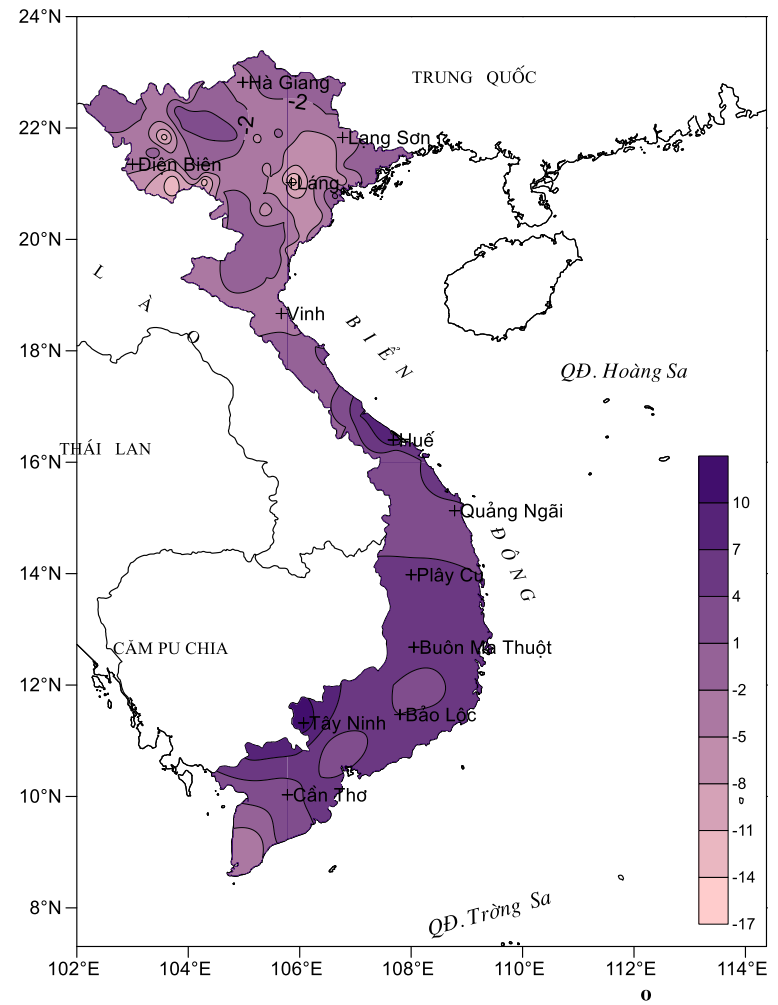 24°N
Hà Giang
TRUNG QUỐC
-2
-2
22°N
Lạng Sơn
Điện Biên
Láng
20°N
L À O
Vinh
BIỂN
18°N
QĐ. Hoàng Sa
Huế
THÁI LAN
16°N
10
Quảng Ngãi
7
ĐÔNG
14°N
Plây Cu
4
CĂM PU CHIA
Buôn Ma Thuột
1
12°N
-2
Bảo Lộc
Tây Ninh
-5
-8
10°N
Cần Thơ
-11
-14
8°N
QĐ. Trờng Sa
-17
102°E
104°E
106°E
108°E
110°E
112°E
114°E
o